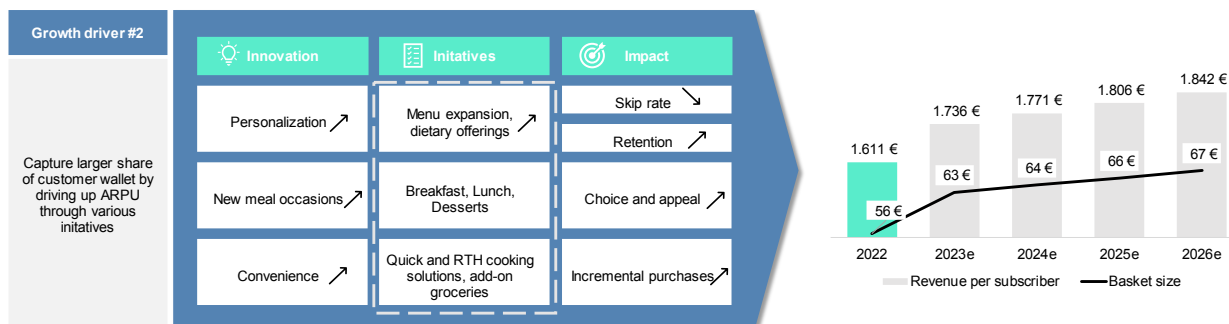 Growth driver #2
Capture larger share
of customer wallet by
driving up ARPU
through various
initatives
Innovation
Initatives
Impact
Personalization
Menu expansion,
dietary offerings
Skip rate
Retention
New meal occasions
Breakfast, Lunch,
Desserts
Choice and appeal
Convenience
Quick and RTH cooking
solutions, add-on
groceries
Incremental purchases
1.611 €
1.736 €
1.771 €
1.806 €
1.842 €
56 €
63 €
64 €
66 €
67 €
2022
2023e
2024e
2025e
2026e
Revenue per subscriber
Basket size